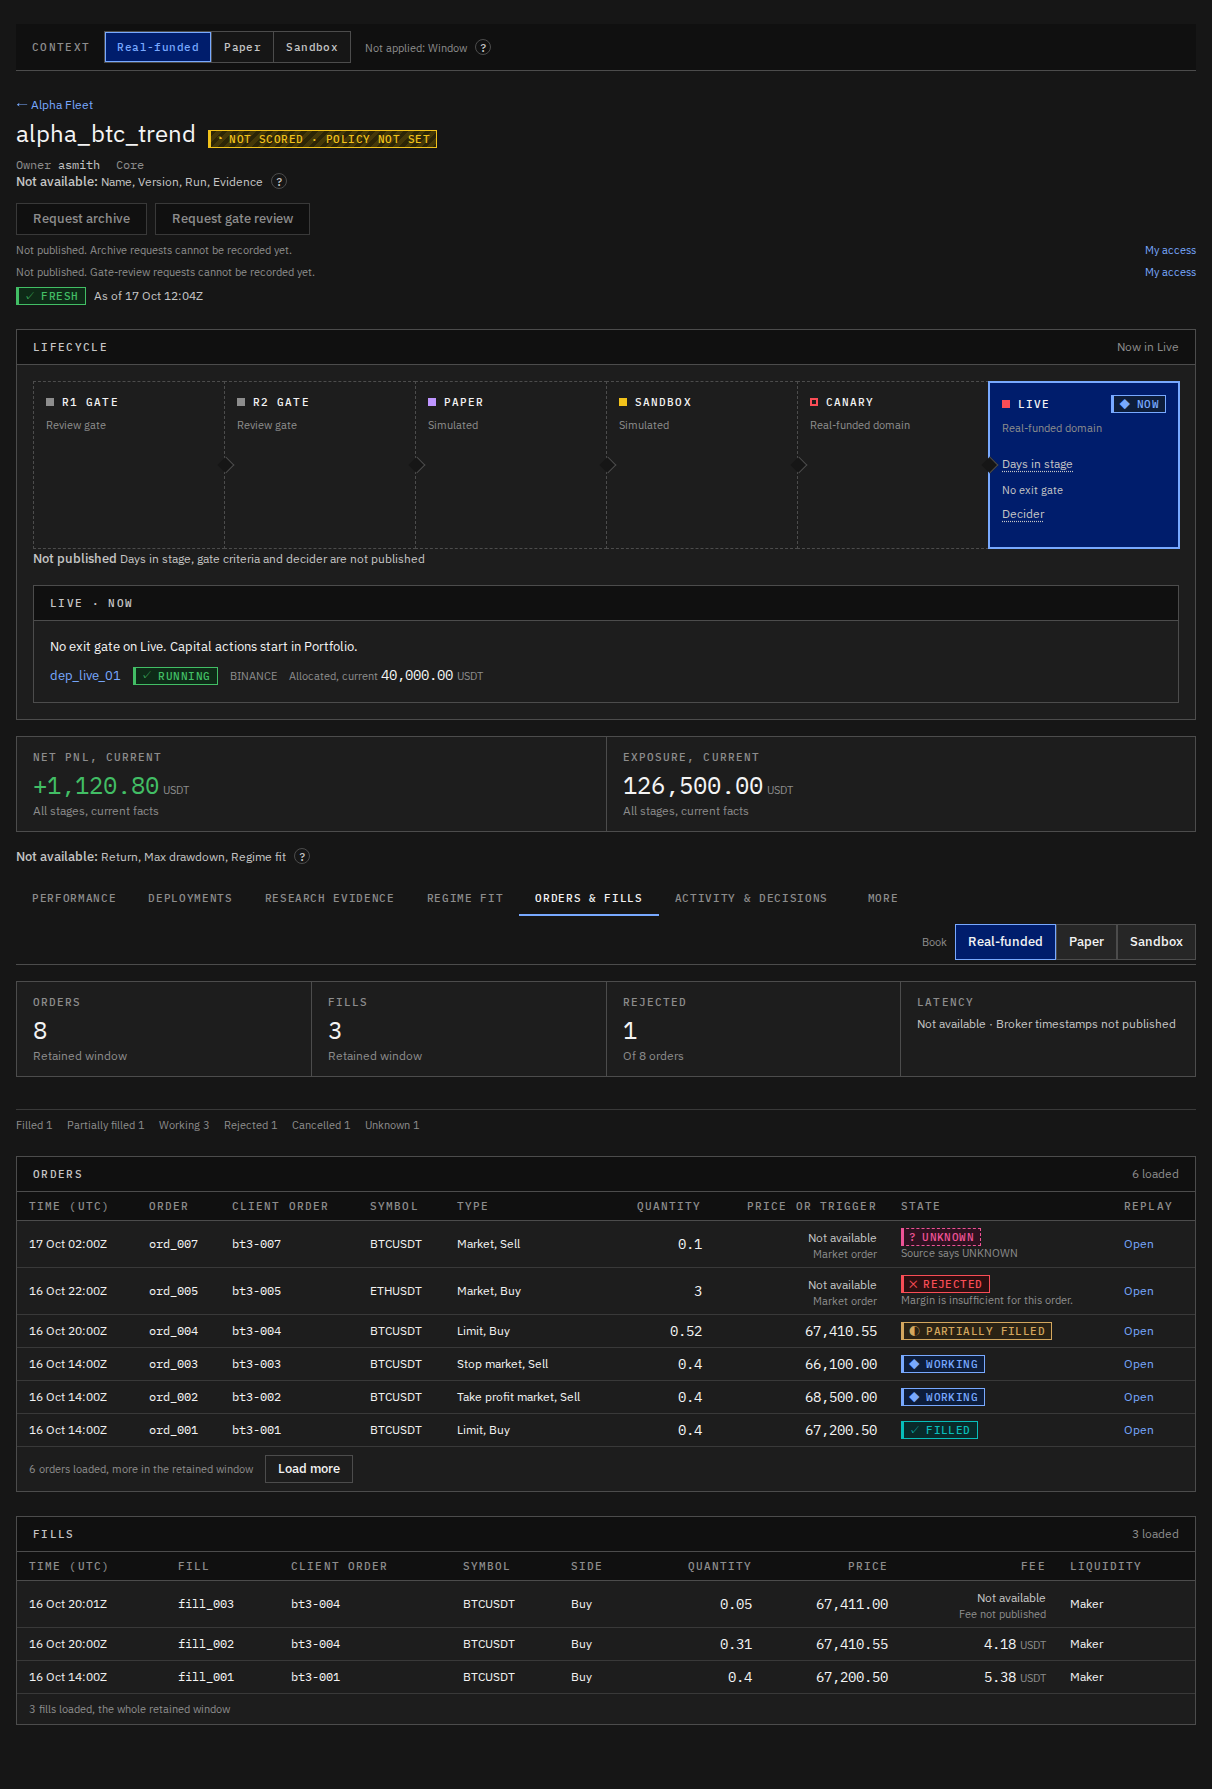 CONTEXT Real-funded Paper Sandbox Not applied: Window ?
← Alpha Fleet
alpha_btc_trend NOT SCORED · POLICY NOT SET
Owner asmith Core
Not available: Name, Version, Run, Evidence ?
Request archive Request gate review
Not published. Archive requests cannot be recorded yet. My access
Not published. Gate-review requests cannot be recorded yet. My access
✓ FRESH As of 17 Oct 12:04Z
LIFECYCLE Now in Live
R1 GATE R2 GATE PAPER SANDBOX CANARY LIVE ◆ NOW
Review gate Review gate Simulated Simulated Real-funded domain Real-funded domain
Days in stage
No exit gate
Decider
Not published Days in stage, gate criteria and decider are not published
LIVE · NOW
No exit gate on Live. Capital actions start in Portfolio.
dep_live_01 ✓ RUNNING BINANCE Allocated, current 40,000.00 USDT
NET PNL, CURRENT EXPOSURE, CURRENT
+1,120.80 USDT 126,500.00 USDT
All stages, current facts All stages, current facts
Not available: Return, Max drawdown, Regime fit ?
PERFORMANCE DEPLOYMENTS RESEARCH EVIDENCE REGIME FIT ORDERS & FILLS ACTIVITY & DECISIONS MORE
Book Real-funded Paper Sandbox
ORDERS FILLS REJECTED LATENCY
8 3 1 Not available · Broker timestamps not published
Retained window Retained window Of 8 orders
Filled 1 Partially filled 1 Working 3 Rejected 1 Cancelled 1 Unknown 1
ORDERS 6 loaded
TIME (UTC) ORDER CLIENT ORDER SYMBOL TYPE QUANTITY PRICE OR TRIGGER STATE REPLAY
17 Oct 02:00Z ord_007 bt3-007 BTCUSDT Market, Sell 0.1 Not available Market order ? UNKNOWN Source says UNKNOWN Open
16 Oct 22:00Z ord_005 bt3-005 ETHUSDT Market, Buy 3 Not available Market order ✕ REJECTED Margin is insufficient for this order. Open
16 Oct 20:00Z ord_004 bt3-004 BTCUSDT Limit, Buy 0.52 67,410.55 ◐ PARTIALLY FILLED Open
16 Oct 14:00Z ord_003 bt3-003 BTCUSDT Stop market, Sell 0.4 66,100.00 ◆ WORKING Open
16 Oct 14:00Z ord_002 bt3-002 BTCUSDT Take profit market, Sell 0.4 68,500.00 ◆ WORKING Open
16 Oct 14:00Z ord_001 bt3-001 BTCUSDT Limit, Buy 0.4 67,200.50 ✓ FILLED Open
6 orders loaded, more in the retained window Load more
FILLS 3 loaded
TIME (UTC) FILL CLIENT ORDER SYMBOL SIDE QUANTITY PRICE FEE LIQUIDITY
16 Oct 20:01Z fill_003 bt3-004 BTCUSDT Buy 0.05 67,411.00 Not available Fee not published Maker
16 Oct 20:00Z fill_002 bt3-004 BTCUSDT Buy 0.31 67,410.55 4.18 USDT Maker
16 Oct 14:00Z fill_001 bt3-001 BTCUSDT Buy 0.4 67,200.50 5.38 USDT Maker
3 fills loaded, the whole retained window